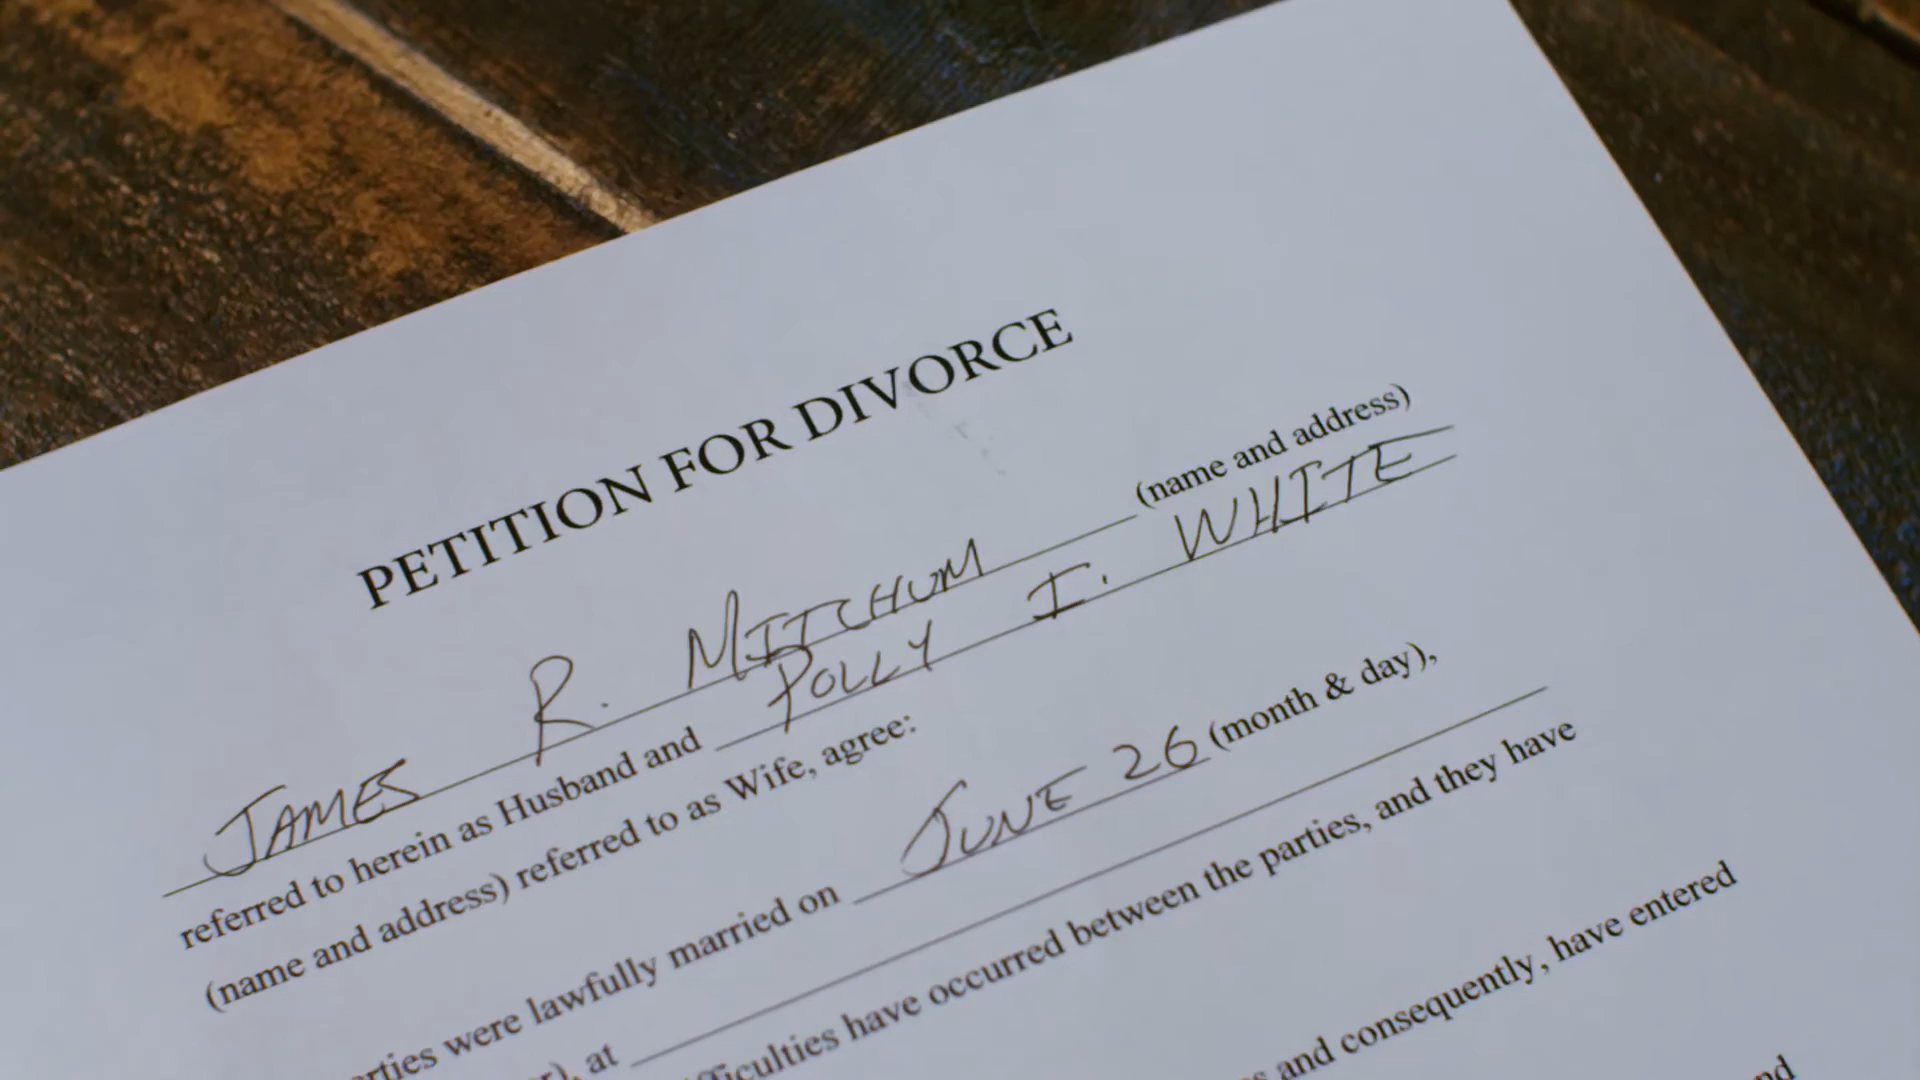 PETITION FOR DIVORCE
JAMES R. MITCHUM (name and address)
referred to herein as Husband and POLLY I. WHITE
(name and address) referred to as Wife, agree:
were lawfully married on JUNE 26 (month & day),
at
have occurred between the parties, and they have
and consequently, have entered